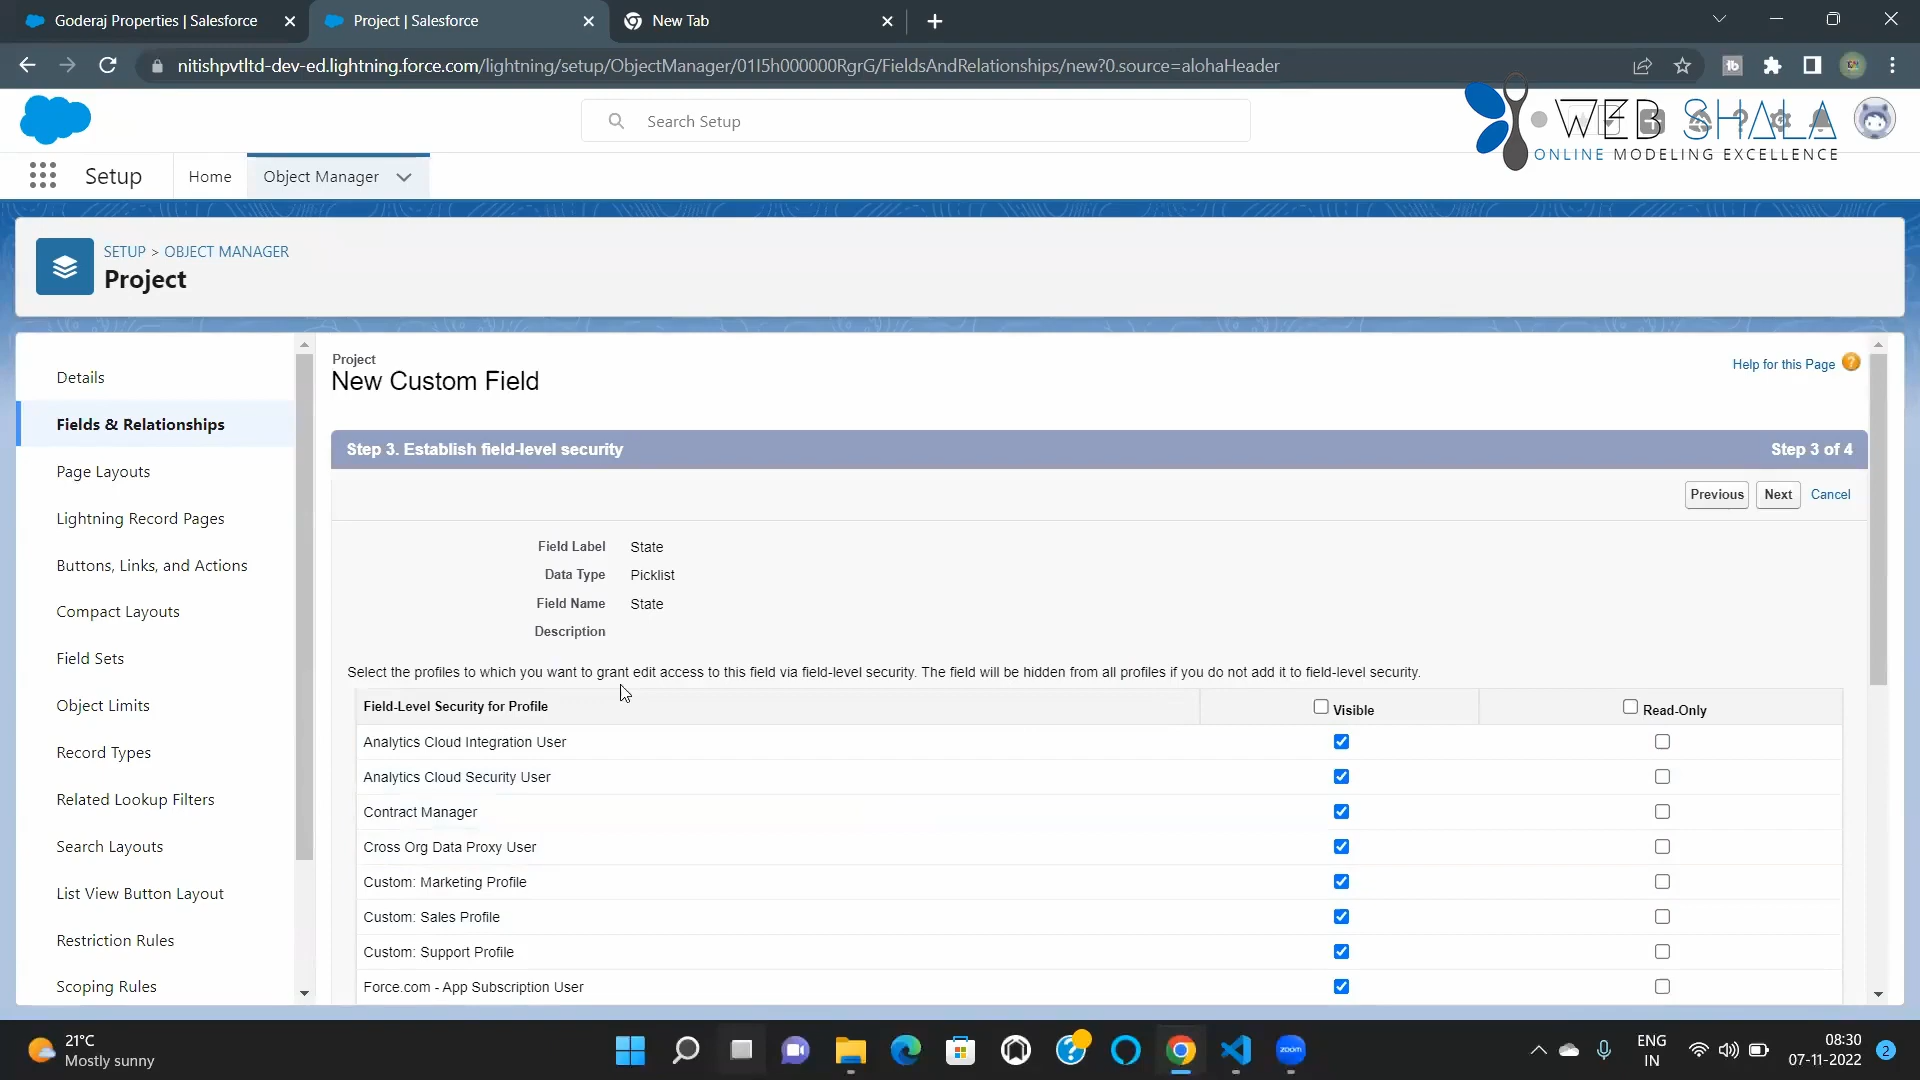 Goderaj Properties | Salesforce
Project | Salesforce
New Tab
nitishpvtltd-dev-ed.lightning.force.com/lightning/setup/ObjectManager/01I5h000000RgrG/FieldsAndRelationships/new?0.source=alohaHeader
Search Setup
WEB SHALA
ONLINE MODELING EXCELLENCE
Setup
Home
Object Manager
SETUP > OBJECT MANAGER
Project
Details
Fields & Relationships
Page Layouts
Lightning Record Pages
Buttons, Links, and Actions
Compact Layouts
Field Sets
Object Limits
Record Types
Related Lookup Filters
Search Layouts
List View Button Layout
Restriction Rules
Scoping Rules
Project
New Custom Field
Help for this Page
Step 3. Establish field-level security
Step 3 of 4
Previous
Next
Cancel
Field Label State
Data Type Picklist
Field Name State
Description
Select the profiles to which you want to grant edit access to this field via field-level security. The field will be hidden from all profiles if you do not add it to field-level security.
Field-Level Security for Profile Visible Read-Only
Analytics Cloud Integration User
Analytics Cloud Security User
Contract Manager
Cross Org Data Proxy User
Custom: Marketing Profile
Custom: Sales Profile
Custom: Support Profile
Force.com - App Subscription User
21°C
Mostly sunny
zoom
ENG
IN
08:30
07-11-2022
2